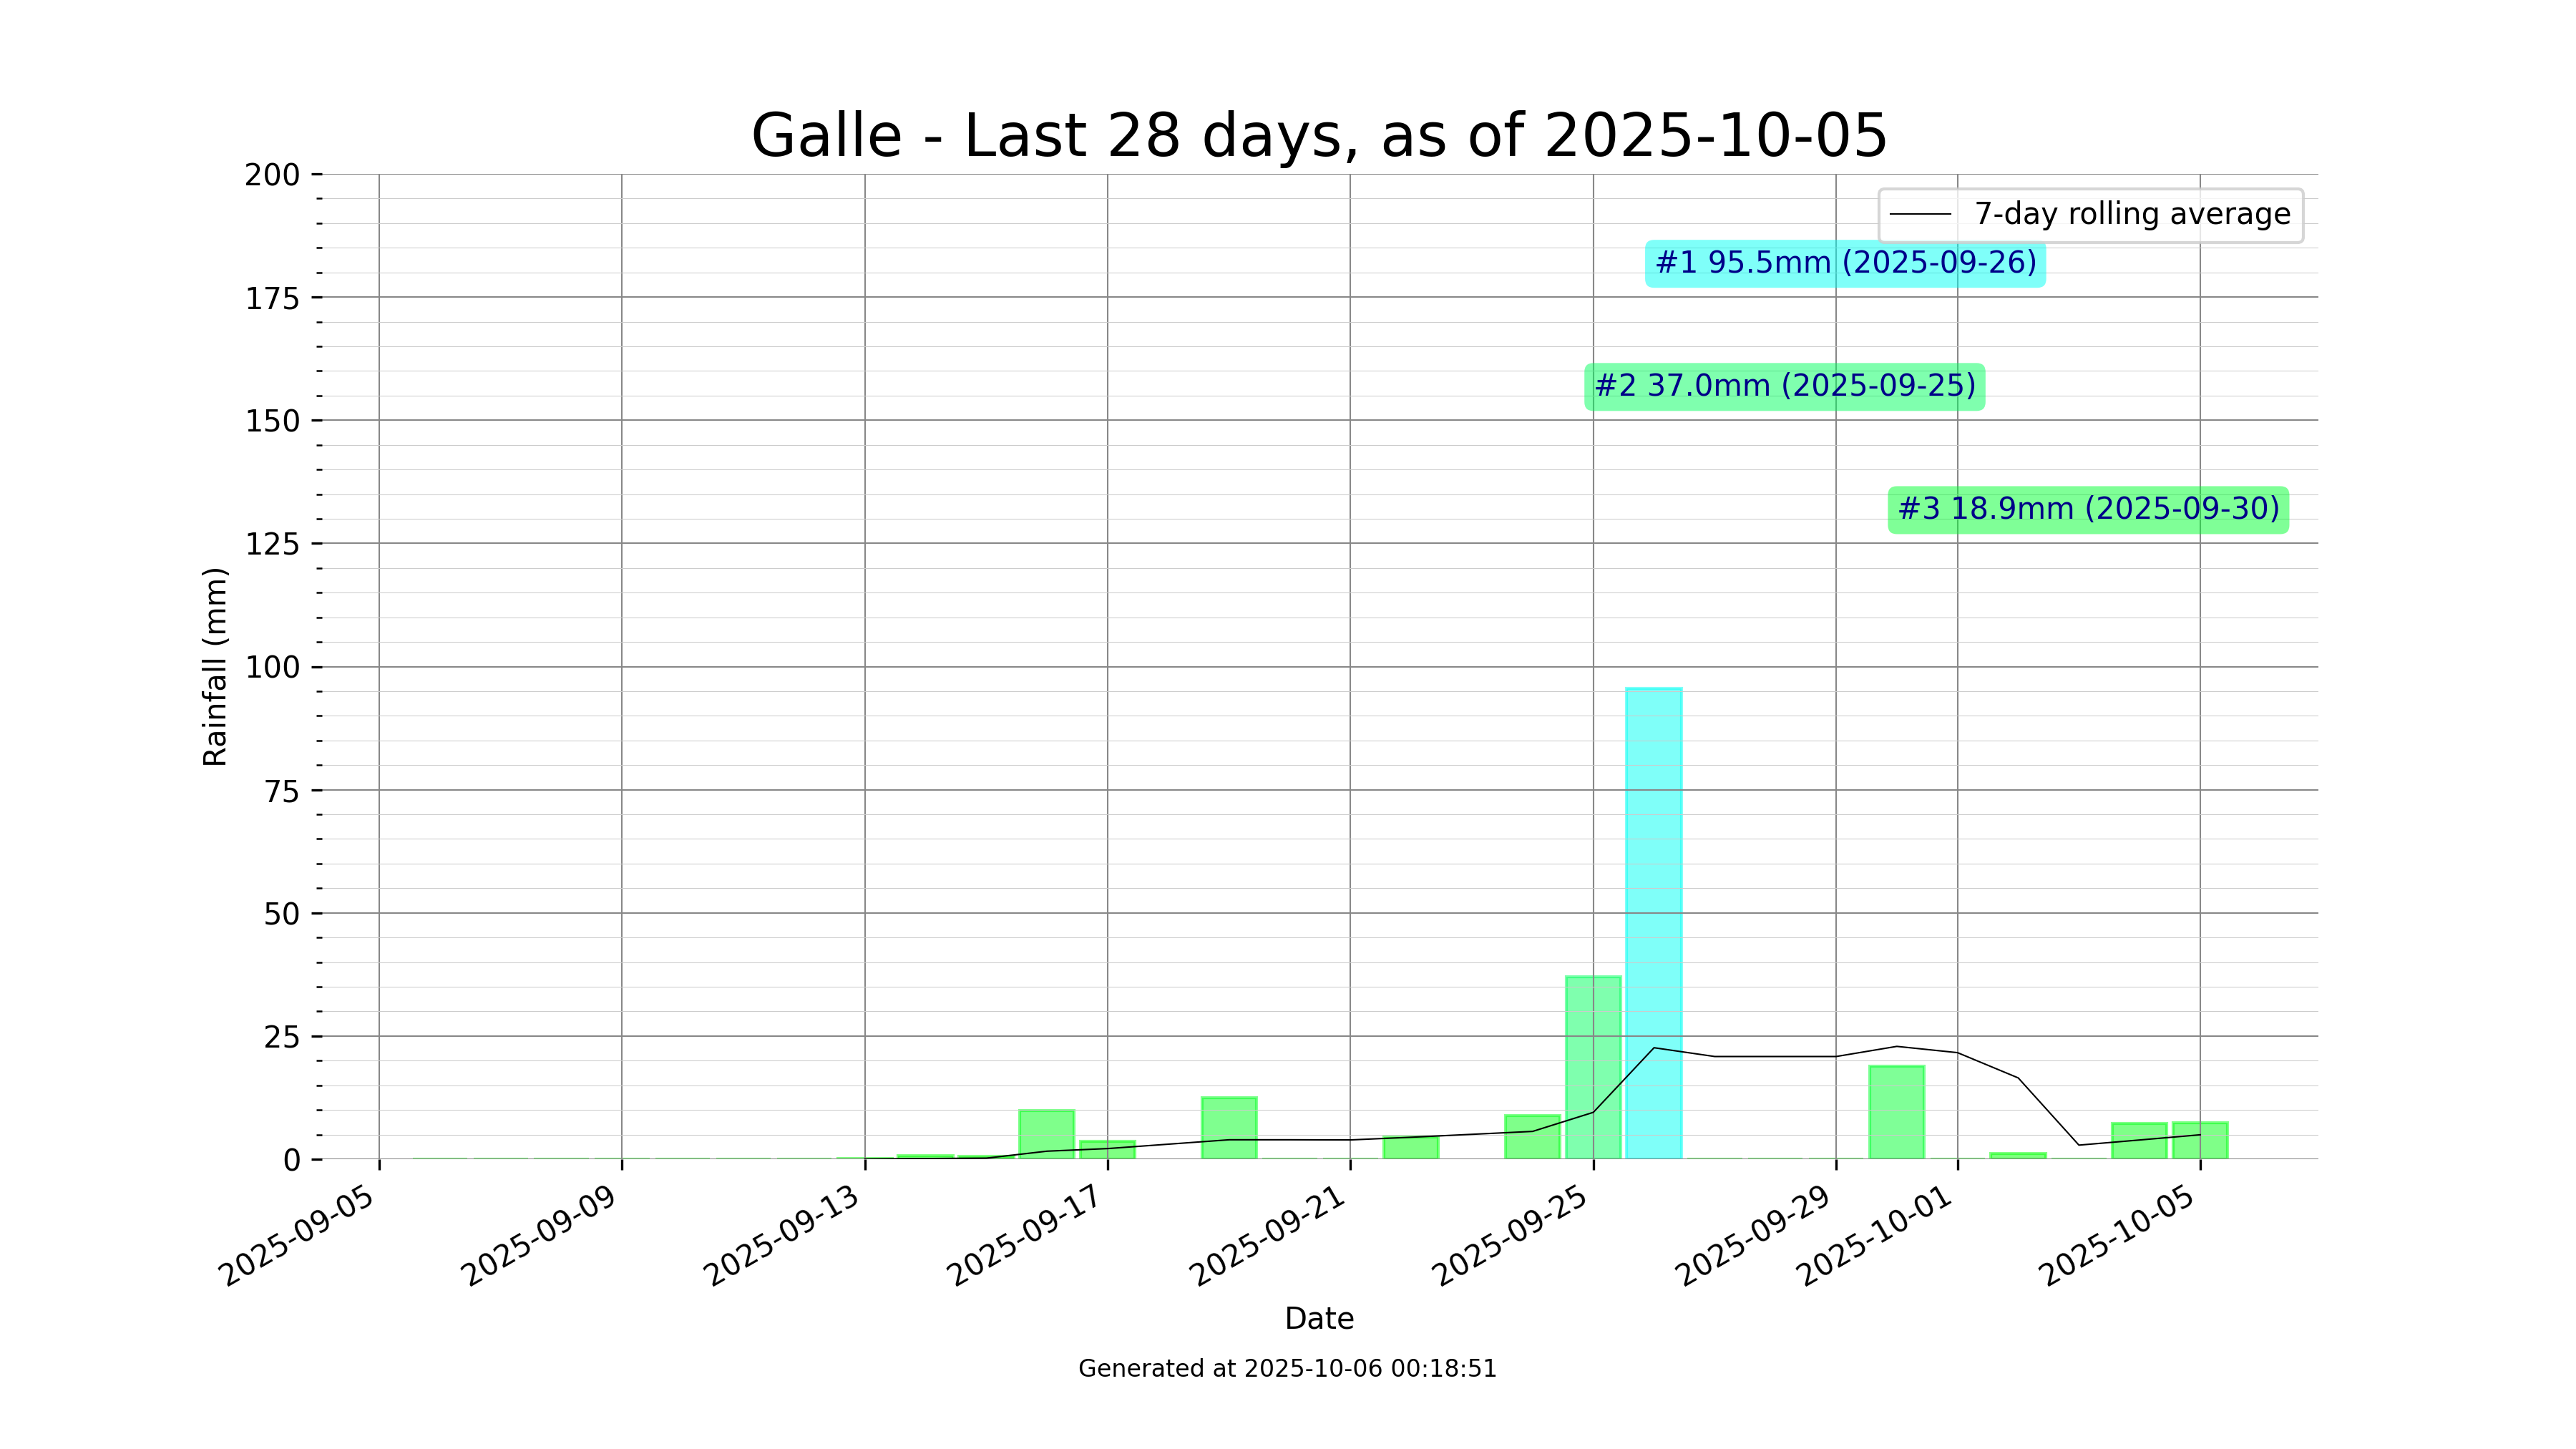 Galle - Last 28 days, as of 2025-10-05
7-day rolling average
#1 95.5mm (2025-09-26)
#2 37.0mm (2025-09-25)
#3 18.9mm (2025-09-30)
Rainfall (mm)
200
175
150
125
100
75
50
25
0
2025-09-05
2025-09-09
2025-09-13
2025-09-17
2025-09-21
2025-09-25
2025-09-29
2025-10-01
2025-10-05
Date
Generated at 2025-10-06 00:18:51